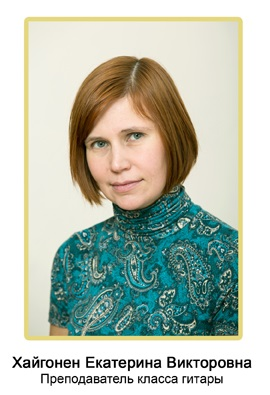 Хайгонен Екатерина Викторовна
Преподаватель класса гитары